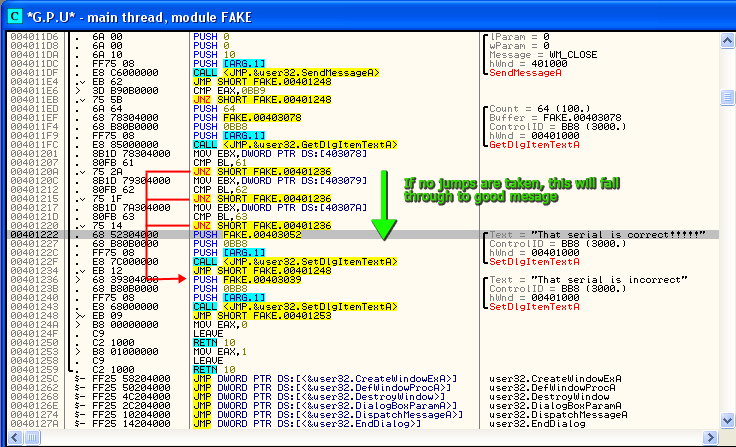 *G.P.U* - main thread, module FAKE
004011D6 . 6A 00 PUSH 0 lParam = 0
004011D8 . 6A 00 PUSH 0 wParam = 0
004011DA . 6A 10 PUSH 10 Message = WM_CLOSE
004011DC . FF75 08 PUSH [ARG.1] hWnd = 401000
004011DF . E8 C6000000 CALL <JMP.&user32.SendMessageA> SendMessageA
004011E4 . EB 62 JMP SHORT FAKE.00401248
004011E6 > 3D B90B0000 CMP EAX,0BB9
004011EB . 75 5B JNZ SHORT FAKE.00401248
004011ED . 6A 64 PUSH 64 Count = 64 (100.)
004011EF . 68 78304000 PUSH FAKE.00403078 Buffer = FAKE.00403078
004011F4 . 68 B80B0000 PUSH 0BB8 ControlID = BB8 (3000.)
004011F9 . FF75 08 PUSH [ARG.1] hWnd = 00401000
004011FC . E8 85000000 CALL <JMP.&user32.GetDlgItemTextA> GetDlgItemTextA
00401201 . 8B1D 78304000 MOV EBX,DWORD PTR DS:[403078]
00401207 . 80FB 61 CMP BL,61
0040120A . 75 2A JNZ SHORT FAKE.00401236
0040120C . 8B1D 79304000 MOV EBX,DWORD PTR DS:[403079]
00401212 . 80FB 62 CMP BL,62
00401215 . 75 1F JNZ SHORT FAKE.00401236
00401217 . 8B1D 7A304000 MOV EBX,DWORD PTR DS:[40307A]
0040121D . 80FB 63 CMP BL,63
00401220 . 75 14 JNZ SHORT FAKE.00401236
00401222 . 68 52304000 PUSH FAKE.00403052 Text = "That serial is correct!!!!!"
00401227 . 68 B80B0000 PUSH 0BB8 ControlID = BB8 (3000.)
0040122C . FF75 08 PUSH [ARG.1] hWnd = 00401000
0040122F . E8 7C000000 CALL <JMP.&user32.SetDlgItemTextA> SetDlgItemTextA
00401234 . EB 12 JMP SHORT FAKE.00401248
00401236 > 68 39304000 PUSH FAKE.00403039 Text = "That serial is incorrect"
0040123B . 68 B80B0000 PUSH 0BB8 ControlID = BB8 (3000.)
00401240 . FF75 08 PUSH [ARG.1] hWnd = 00401000
00401243 . E8 68000000 CALL <JMP.&user32.SetDlgItemTextA> SetDlgItemTextA
00401248 > EB 09 JMP SHORT FAKE.00401253
0040124A > B8 00000000 MOV EAX,0
0040124F . C9 LEAVE
00401250 . C2 1000 RETN 10
00401253 > B8 01000000 MOV EAX,1
00401258 . C9 LEAVE
00401259 . C2 1000 RETN 10
0040125C $- FF25 58204000 JMP DWORD PTR DS:[<&user32.CreateWindowExA>] user32.CreateWindowExA
00401262 $- FF25 50204000 JMP DWORD PTR DS:[<&user32.DefWindowProcA>] user32.DefWindowProcA
00401268 $- FF25 4C204000 JMP DWORD PTR DS:[<&user32.DestroyWindow>] user32.DestroyWindow
0040126E $- FF25 2C204000 JMP DWORD PTR DS:[<&user32.DialogBoxParamA>] user32.DialogBoxParamA
00401274 $- FF25 10204000 JMP DWORD PTR DS:[<&user32.DispatchMessageA>] user32.DispatchMessageA
0040127A $- FF25 14204000 JMP DWORD PTR DS:[<&user32.EndDialog>] user32.EndDialog
If no jumps are taken, this will fall
through to good mesage